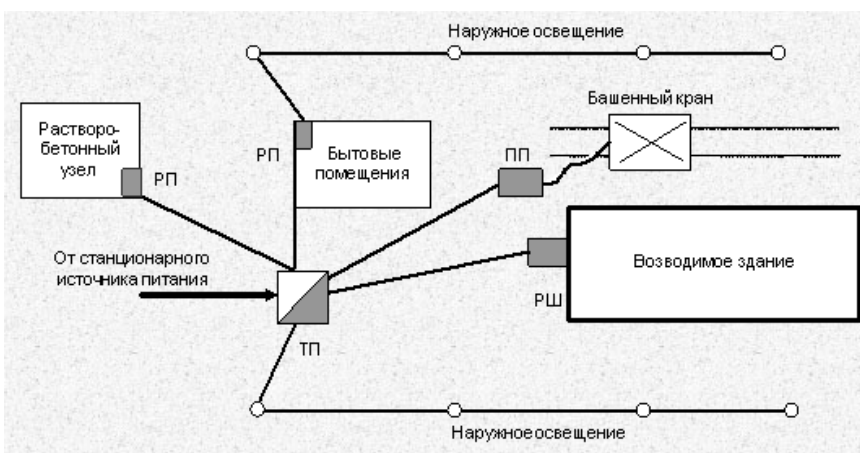 Наружное освещение
Башенный кран
Растворо-
бетонный
узел
РП
РП
Бытовые
помещения
ПП
От станционарного
источника питания
Возводимое здание
РШ
ТП
Наружное освещение